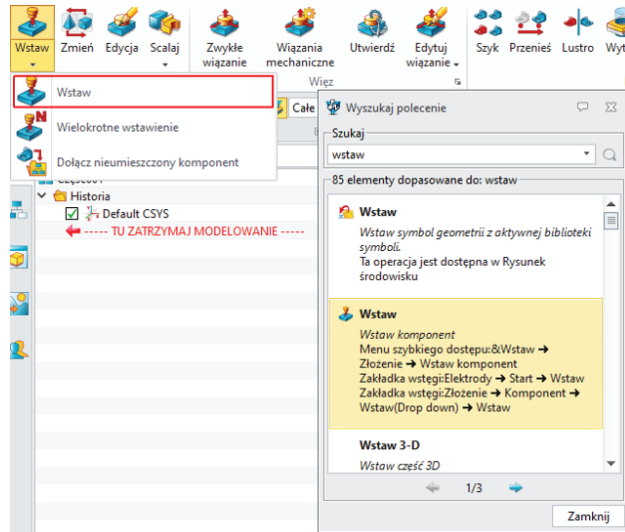 Wstaw
Zmień
Edycja
Scalaj
Zwykłe wiązanie
Wiązania mechaniczne
Utwierdź
Edytuj wiązanie
Szyk
Przenieś
Lustro
Więz
Wstaw
Wielokrotne wstawienie
Dołącz nieumieszczony komponent
Całe
Historia
Default CSYS
----- TU ZATRZYMAJ MODELOWANIE -----
Wyszukaj polecenie
Szukaj
wstaw
85 elementy dopasowane do: wstaw
Wstaw
Wstaw symbol geometrii z aktywnej biblioteki
symboli.
Ta operacja jest dostępna w Rysunek
środowisku
Wstaw
Wstaw komponent
Menu szybkiego dostępu:&Wstaw →
Złożenie → Wstaw komponent
Zakładka wstęgi:Elektrody → Start → Wstaw
Zakładka wstęgi:Złożenie → Komponent →
Wstaw(Drop down) → Wstaw
Wstaw 3-D
Wstaw część 3D
1/3
Zamknij